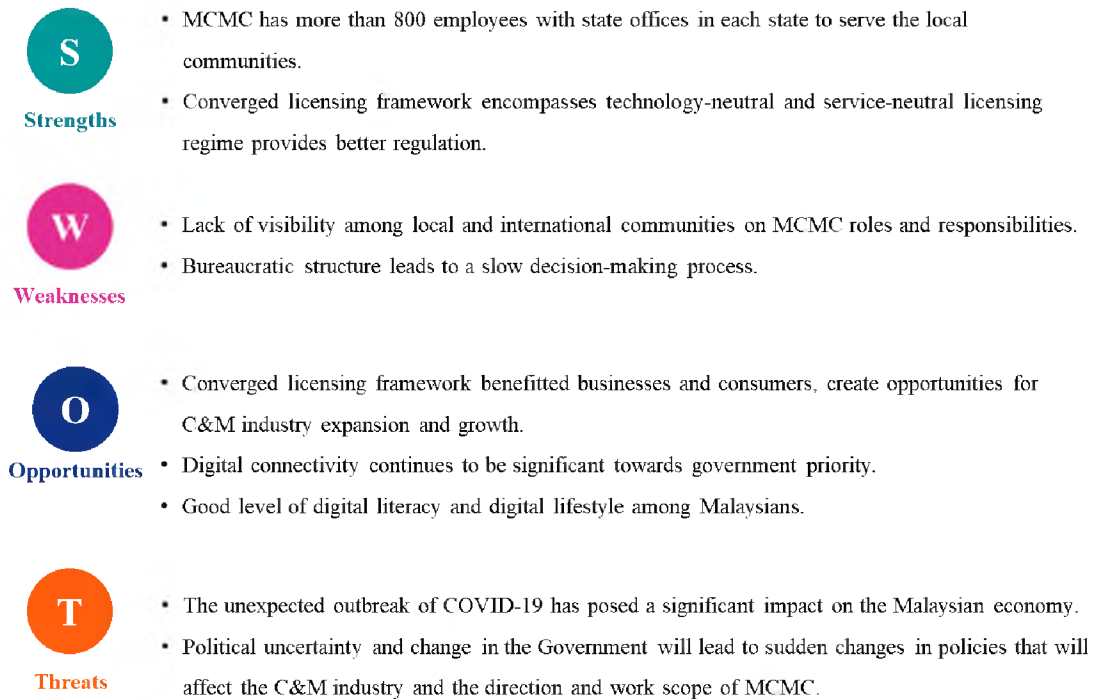 S
Strengths
• MCMC has more than 800 employees with state offices in each state to serve the local
communities.
• Converged licensing framework encompasses technology-neutral and service-neutral licensing
regime provides better regulation.
W
Weaknesses
• Lack of visibility among local and international communities on MCMC roles and responsibilities.
• Bureaucratic structure leads to a slow decision-making process.
O
Opportunities
• Converged licensing framework benefitted businesses and consumers, create opportunities for
C&M industry expansion and growth.
• Digital connectivity continues to be significant towards government priority.
• Good level of digital literacy and digital lifestyle among Malaysians.
T
Threats
• The unexpected outbreak of COVID-19 has posed a significant impact on the Malaysian economy.
• Political uncertainty and change in the Government will lead to sudden changes in policies that will
affect the C&M industry and the direction and work scope of MCMC.